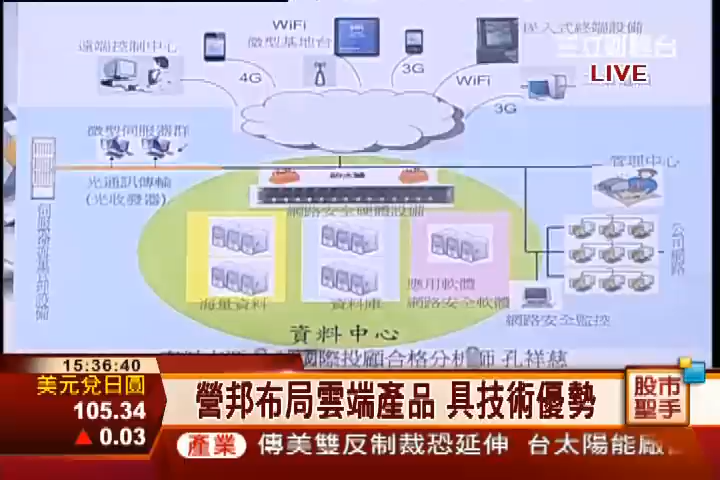 WiFi
微型基地台
遠端控制中心
4G
3G
WiFi
3G
嵌入式終端設備
三立財經台
LIVE
微型伺服器群
光通訊傳輸
(光收發器)
防火牆
網路安全硬體設備
管理中心
公司網路
海量資料
資料庫
應用軟體
網路安全軟體
網路安全監控
資料中心
國際投顧合格分析師 孔祥慈
15:36:40
美元兌日圓
105.34
▲0.03
營邦布局雲端產品 具技術優勢
股市
聖手
產業
傳美雙反制裁恐延伸 台太陽能廠